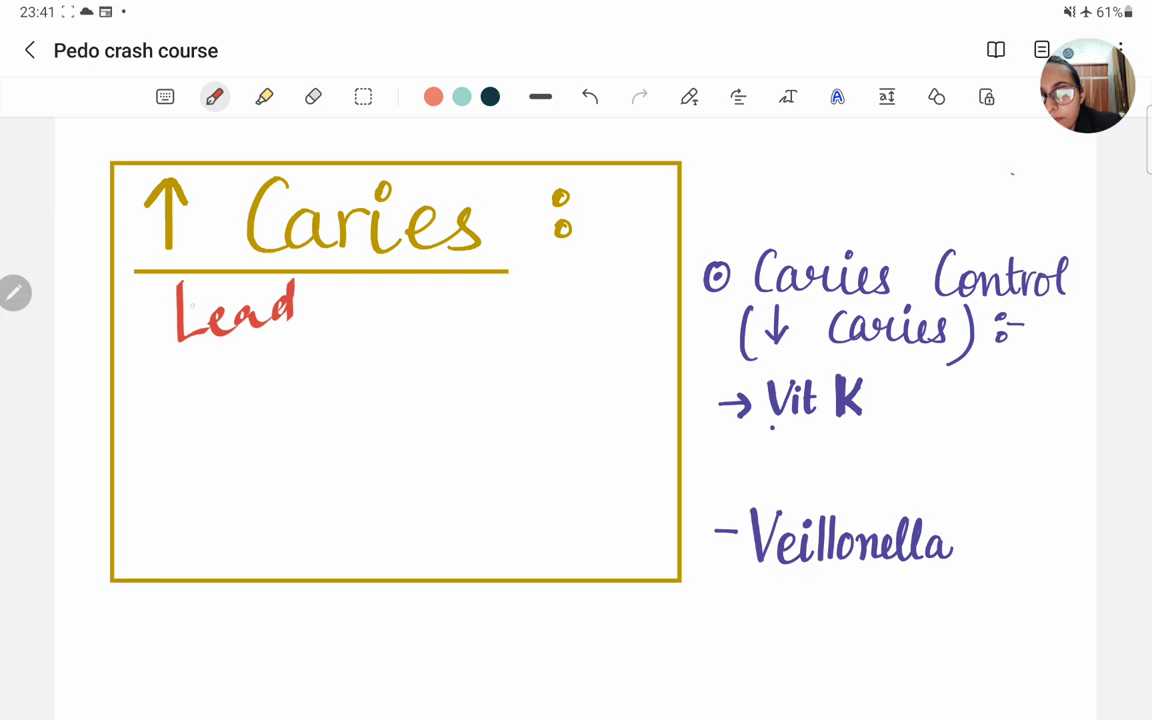 23:41
61%
Pedo crash course
↑ Caries :
Lead
Caries Control
(↓ Caries) :-
→ Vit K
- Veillonella